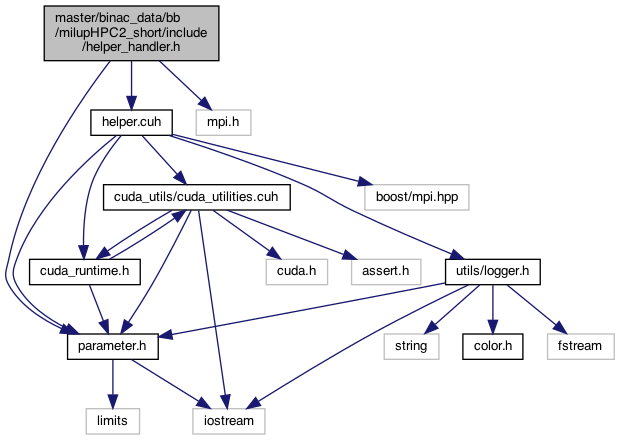 master/binac_data/bb
/milupHPC2_short/include
/helper_handler.h
helper.cuh
mpi.h
cuda_utils/cuda_utilities.cuh
boost/mpi.hpp
cuda_runtime.h
cuda.h
assert.h
utils/logger.h
parameter.h
string
color.h
fstream
limits
iostream